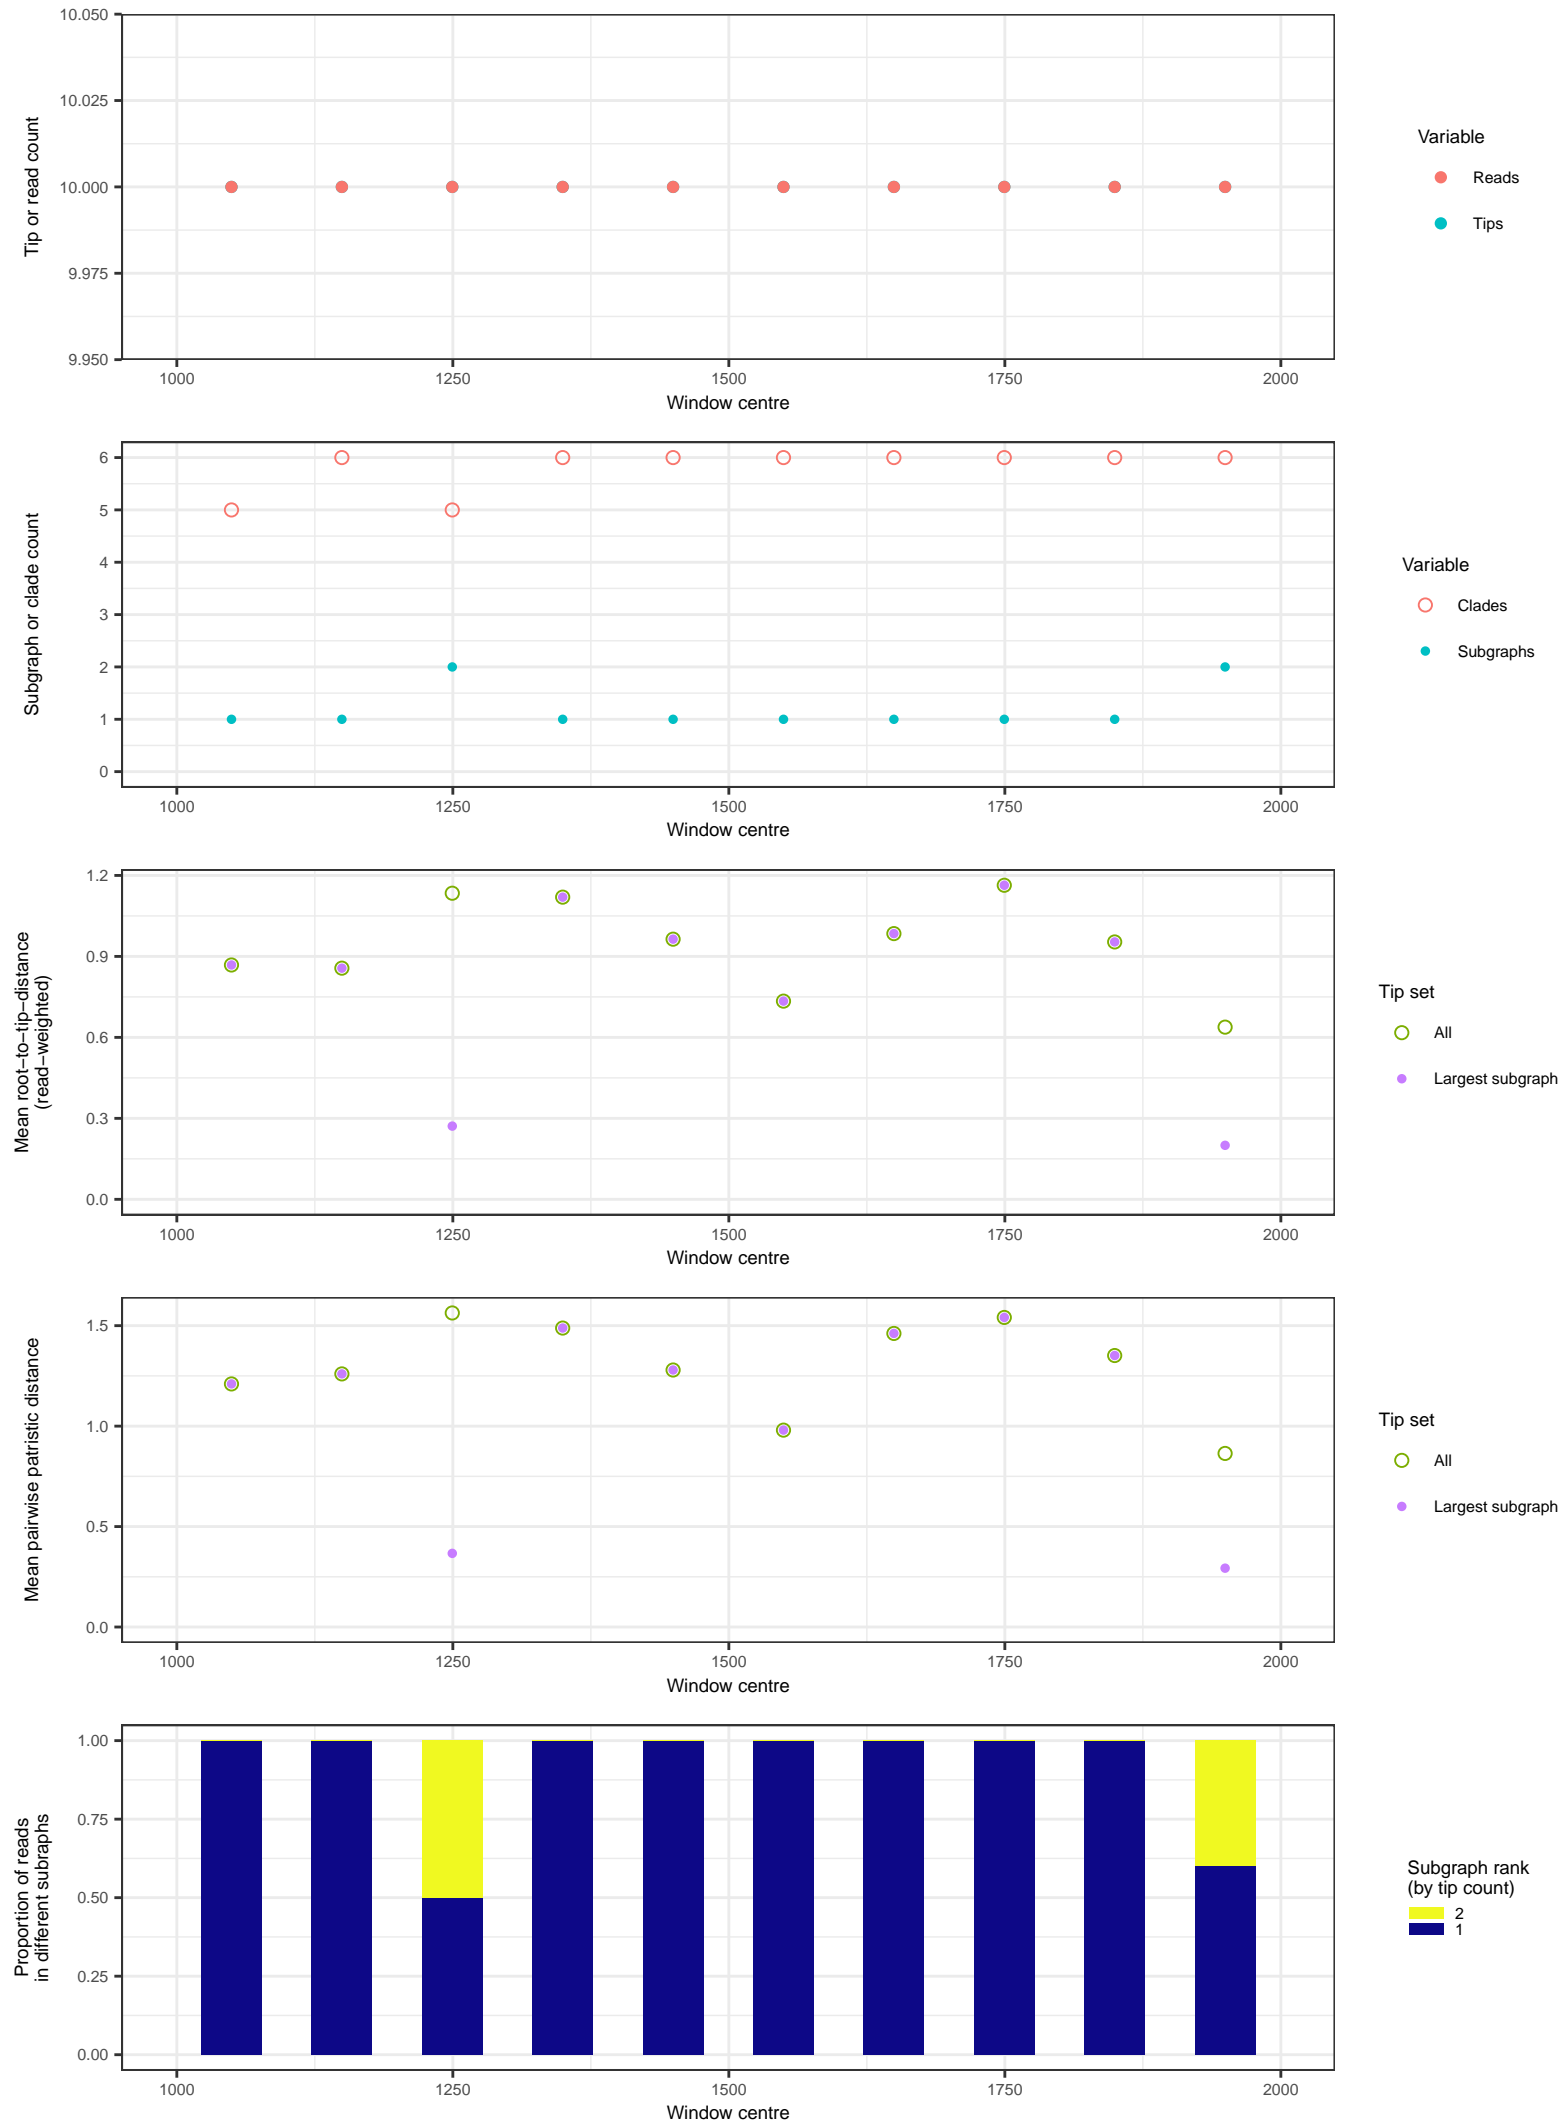 10.050
10.025
10.000
9.975
9.950
Tip or read count
1000 1250 1500 1750 2000
Window centre
Variable
Reads
Tips
6
5
4
3
2
1
0
Subgraph or clade count
1000 1250 1500 1750 2000
Window centre
Variable
Clades
Subgraphs
1.2
0.9
0.6
0.3
0.0
Mean root−to−tip−distance
(read−weighted)
1000 1250 1500 1750 2000
Window centre
Tip set
All
Largest subgraph
1.5
1.0
0.5
0.0
Mean pairwise patristic distance
1000 1250 1500 1750 2000
Window centre
Tip set
All
Largest subgraph
1.00
0.75
0.50
0.25
0.00
Proportion of reads
in different subraphs
1000 1250 1500 1750 2000
Window centre
Subgraph rank
(by tip count)
2
1